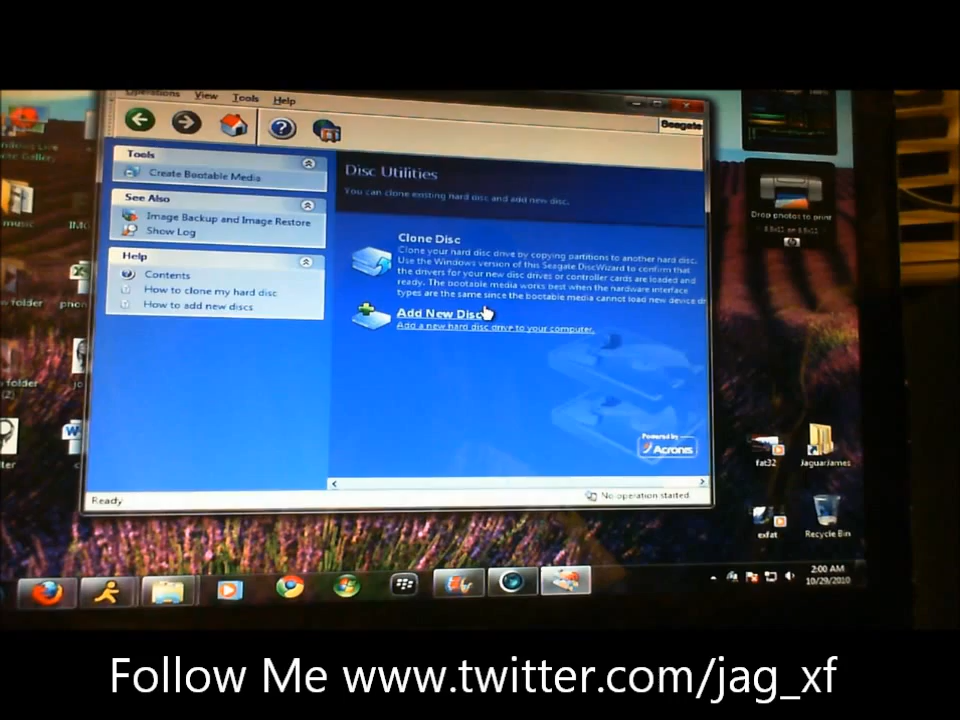 Operations View Tools Help
Seagate
Tools
Create Bootable Media
See Also
Image Backup and Image Restore
Show Log
Help
Contents
How to clone my hard disc
How to add new discs
Disc Utilities
You can clone existing hard disc and add new disc.
Clone Disc
Clone your hard disc drive by copying partitions to another hard disc.
Use the Windows version of this Seagate DiscWizard to confirm that
the drivers for your new disc drives or controller cards are loaded and
ready. The bootable media works best when the hardware interface
types are the same since the bootable media cannot load new device dr
Add New Disc
Add a new hard disc drive to your computer.
Powered by
Acronis
Ready
No operation started
Drop photos to print
hp
music
fat32
JaguarJames
exfat
Recycle Bin
2:00 AM
10/29/2010
Follow Me www.twitter.com/jag_xf